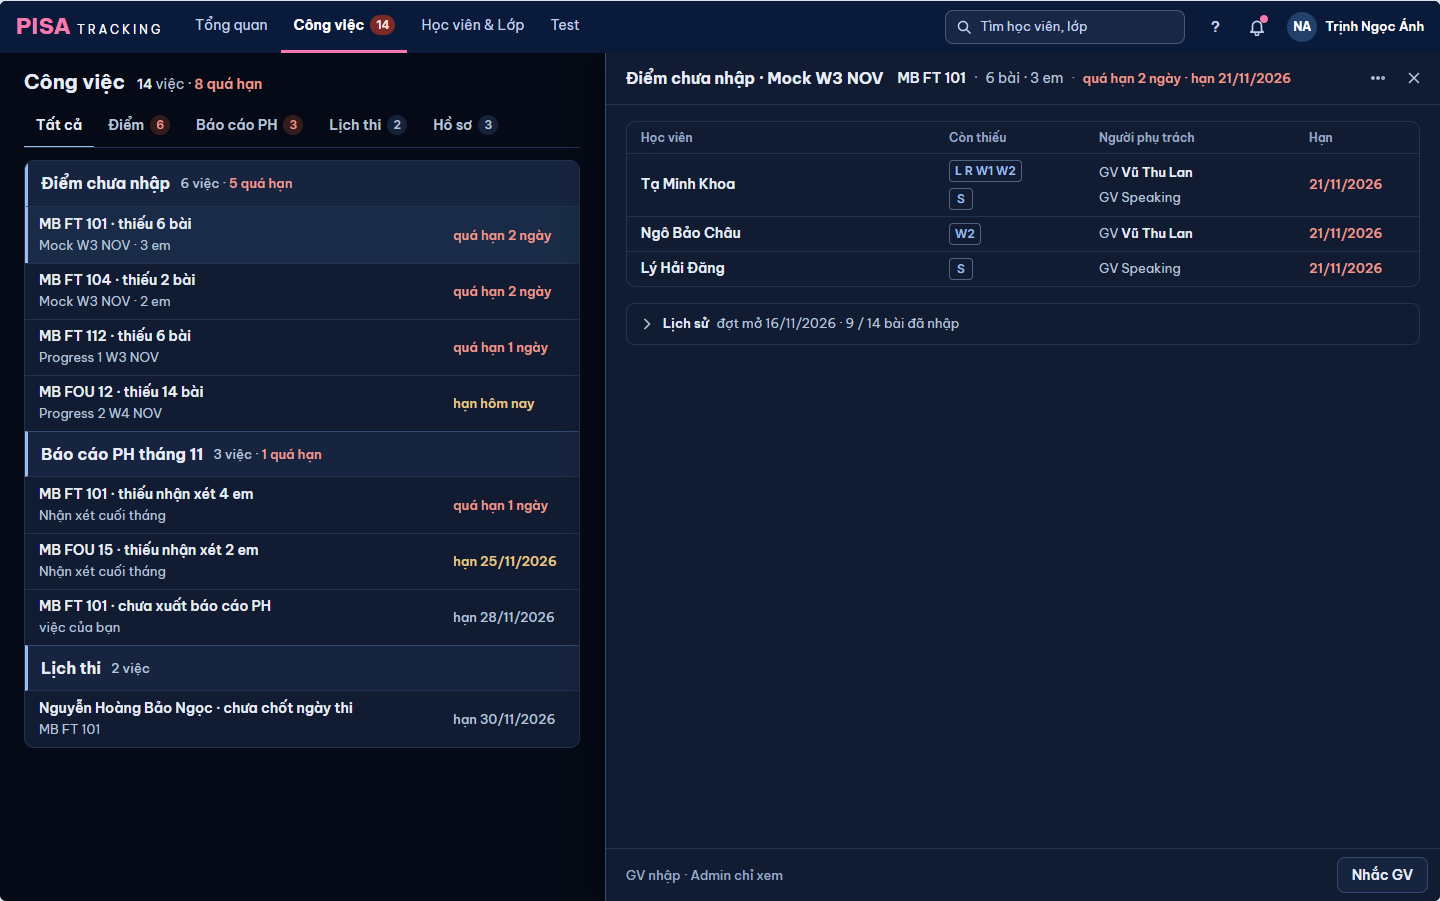 PISA TRACKING Tổng quan Công việc 14 Học viên & Lớp Test Tìm học viên, lớp ? NA Trịnh Ngọc Ánh
Công việc 14 việc · 8 quá hạn
Tất cả Điểm 6 Báo cáo PH 3 Lịch thi 2 Hồ sơ 3
Điểm chưa nhập 6 việc · 5 quá hạn
MB FT 101 · thiếu 6 bài
Mock W3 NOV · 3 em
quá hạn 2 ngày
MB FT 104 · thiếu 2 bài
Mock W3 NOV · 2 em
quá hạn 2 ngày
MB FT 112 · thiếu 6 bài
Progress 1 W3 NOV
quá hạn 1 ngày
MB FOU 12 · thiếu 14 bài
Progress 2 W4 NOV
hạn hôm nay
Báo cáo PH tháng 11 3 việc · 1 quá hạn
MB FT 101 · thiếu nhận xét 4 em
Nhận xét cuối tháng
quá hạn 1 ngày
MB FOU 15 · thiếu nhận xét 2 em
Nhận xét cuối tháng
hạn 25/11/2026
MB FT 101 · chưa xuất báo cáo PH
việc của bạn
hạn 28/11/2026
Lịch thi 2 việc
Nguyễn Hoàng Bảo Ngọc · chưa chốt ngày thi
MB FT 101
hạn 30/11/2026
Điểm chưa nhập · Mock W3 NOV MB FT 101 · 6 bài · 3 em · quá hạn 2 ngày · hạn 21/11/2026
Học viên Còn thiếu Người phụ trách Hạn
Tạ Minh Khoa
L R W1 W2
GV Vũ Thu Lan
S
GV Speaking
21/11/2026
Ngô Bảo Châu W2 GV Vũ Thu Lan 21/11/2026
Lý Hải Đăng S GV Speaking 21/11/2026
Lịch sử đợt mở 16/11/2026 · 9 / 14 bài đã nhập
GV nhập · Admin chỉ xem
Nhắc GV